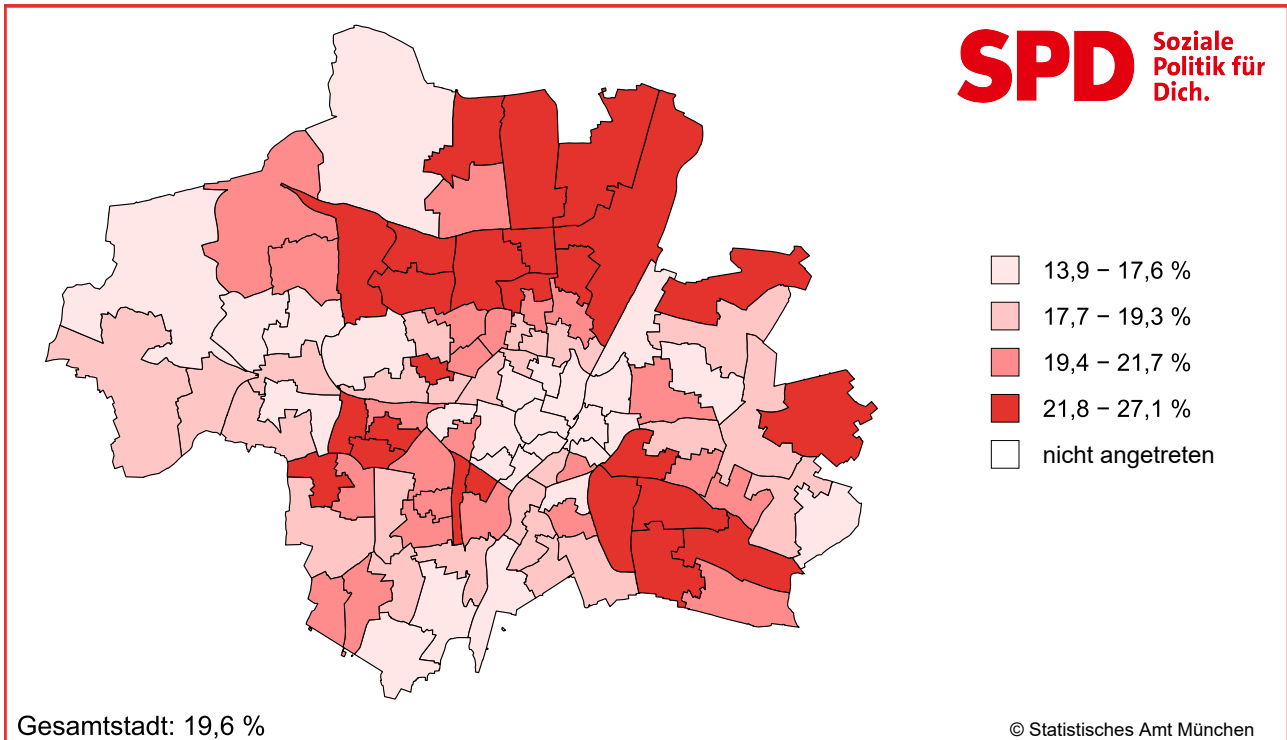 SPD
Soziale
Politik für
Dich.
13,9 – 17,6 %
17,7 – 19,3 %
19,4 – 21,7 %
21,8 – 27,1 %
nicht angetreten
Gesamtstadt: 19,6 %
© Statistisches Amt München